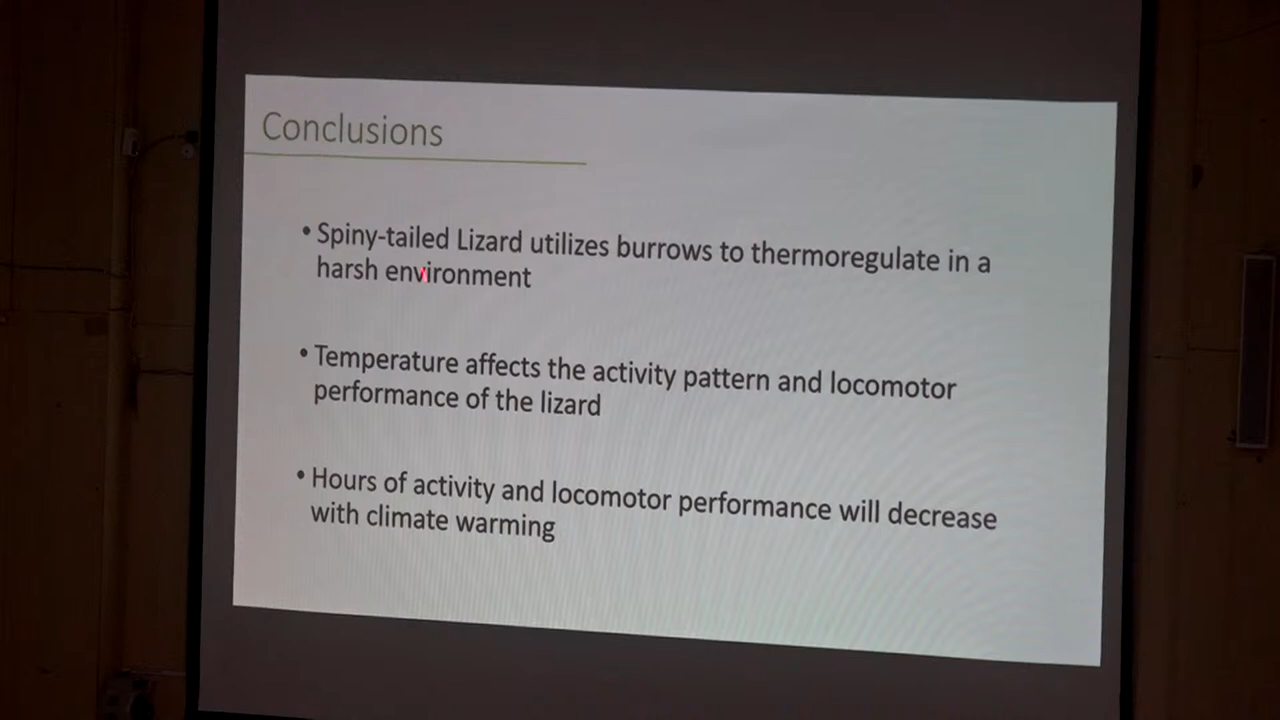 Conclusions
• Spiny-tailed Lizard utilizes burrows to thermoregulate in a
harsh environment
• Temperature affects the activity pattern and locomotor
performance of the lizard
• Hours of activity and locomotor performance will decrease
with climate warming